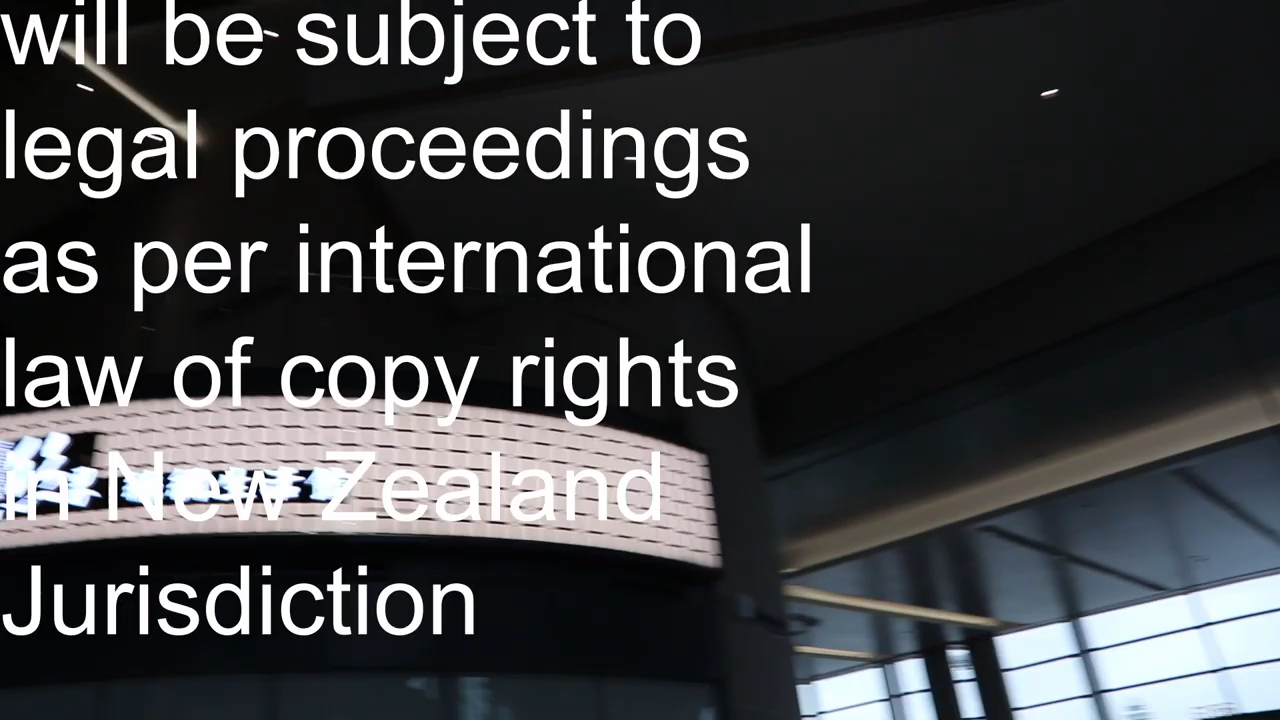 will be subject to
legal proceedings
as per international
law of copy rights
in New Zealand
Jurisdiction